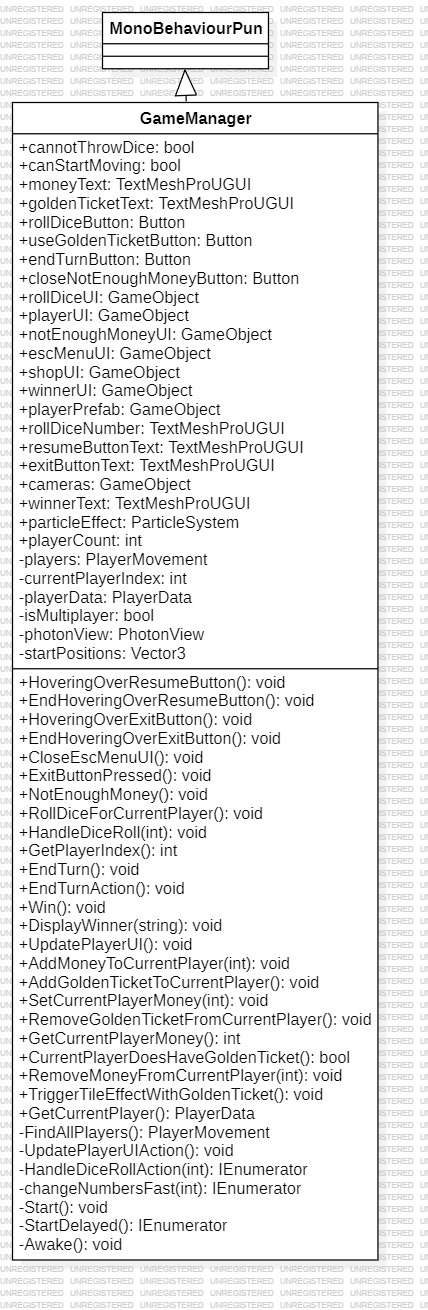 MonoBehaviourPun
GameManager
+cannotThrowDice: bool
+canStartMoving: bool
+moneyText: TextMeshProUGUI
+goldenTicketText: TextMeshProUGUI
+rollDiceButton: Button
+useGoldenTicketButton: Button
+endTurnButton: Button
+closeNotEnoughMoneyButton: Button
+rollDiceUI: GameObject
+playerUI: GameObject
+notEnoughMoneyUI: GameObject
+escMenuUI: GameObject
+shopUI: GameObject
+winnerUI: GameObject
+playerPrefab: GameObject
+rollDiceNumber: TextMeshProUGUI
+resumeButtonText: TextMeshProUGUI
+exitButtonText: TextMeshProUGUI
+cameras: GameObject
+winnerText: TextMeshProUGUI
+particleEffect: ParticleSystem
+playerCount: int
-players: PlayerMovement
-currentPlayerIndex: int
-playerData: PlayerData
-isMultiplayer: bool
-photonView: PhotonView
-startPositions: Vector3
+HoveringOverResumeButton(): void
+EndHoveringOverResumeButton(): void
+HoveringOverExitButton(): void
+EndHoveringOverExitButton(): void
+CloseEscMenuUI(): void
+ExitButtonPressed(): void
+NotEnoughMoney(): void
+RollDiceForCurrentPlayer(): void
+HandleDiceRoll(int): void
+GetPlayerIndex(): int
+EndTurn(): void
+EndTurnAction(): void
+Win(): void
+DisplayWinner(string): void
+UpdatePlayerUI(): void
+AddMoneyToCurrentPlayer(int): void
+AddGoldenTicketToCurrentPlayer(): void
+SetCurrentPlayerMoney(int): void
+RemoveGoldenTicketFromCurrentPlayer(): void
+GetCurrentPlayerMoney(): int
+CurrentPlayerDoesHaveGoldenTicket(): bool
+RemoveMoneyFromCurrentPlayer(int): void
+TriggerTileEffectWithGoldenTicket(): void
+GetCurrentPlayer(): PlayerData
-FindAllPlayers(): PlayerMovement
-UpdatePlayerUIAction(): void
-HandleDiceRollAction(int): IEnumerator
-changeNumbersFast(int): IEnumerator
-Start(): void
-StartDelayed(): IEnumerator
-Awake(): void